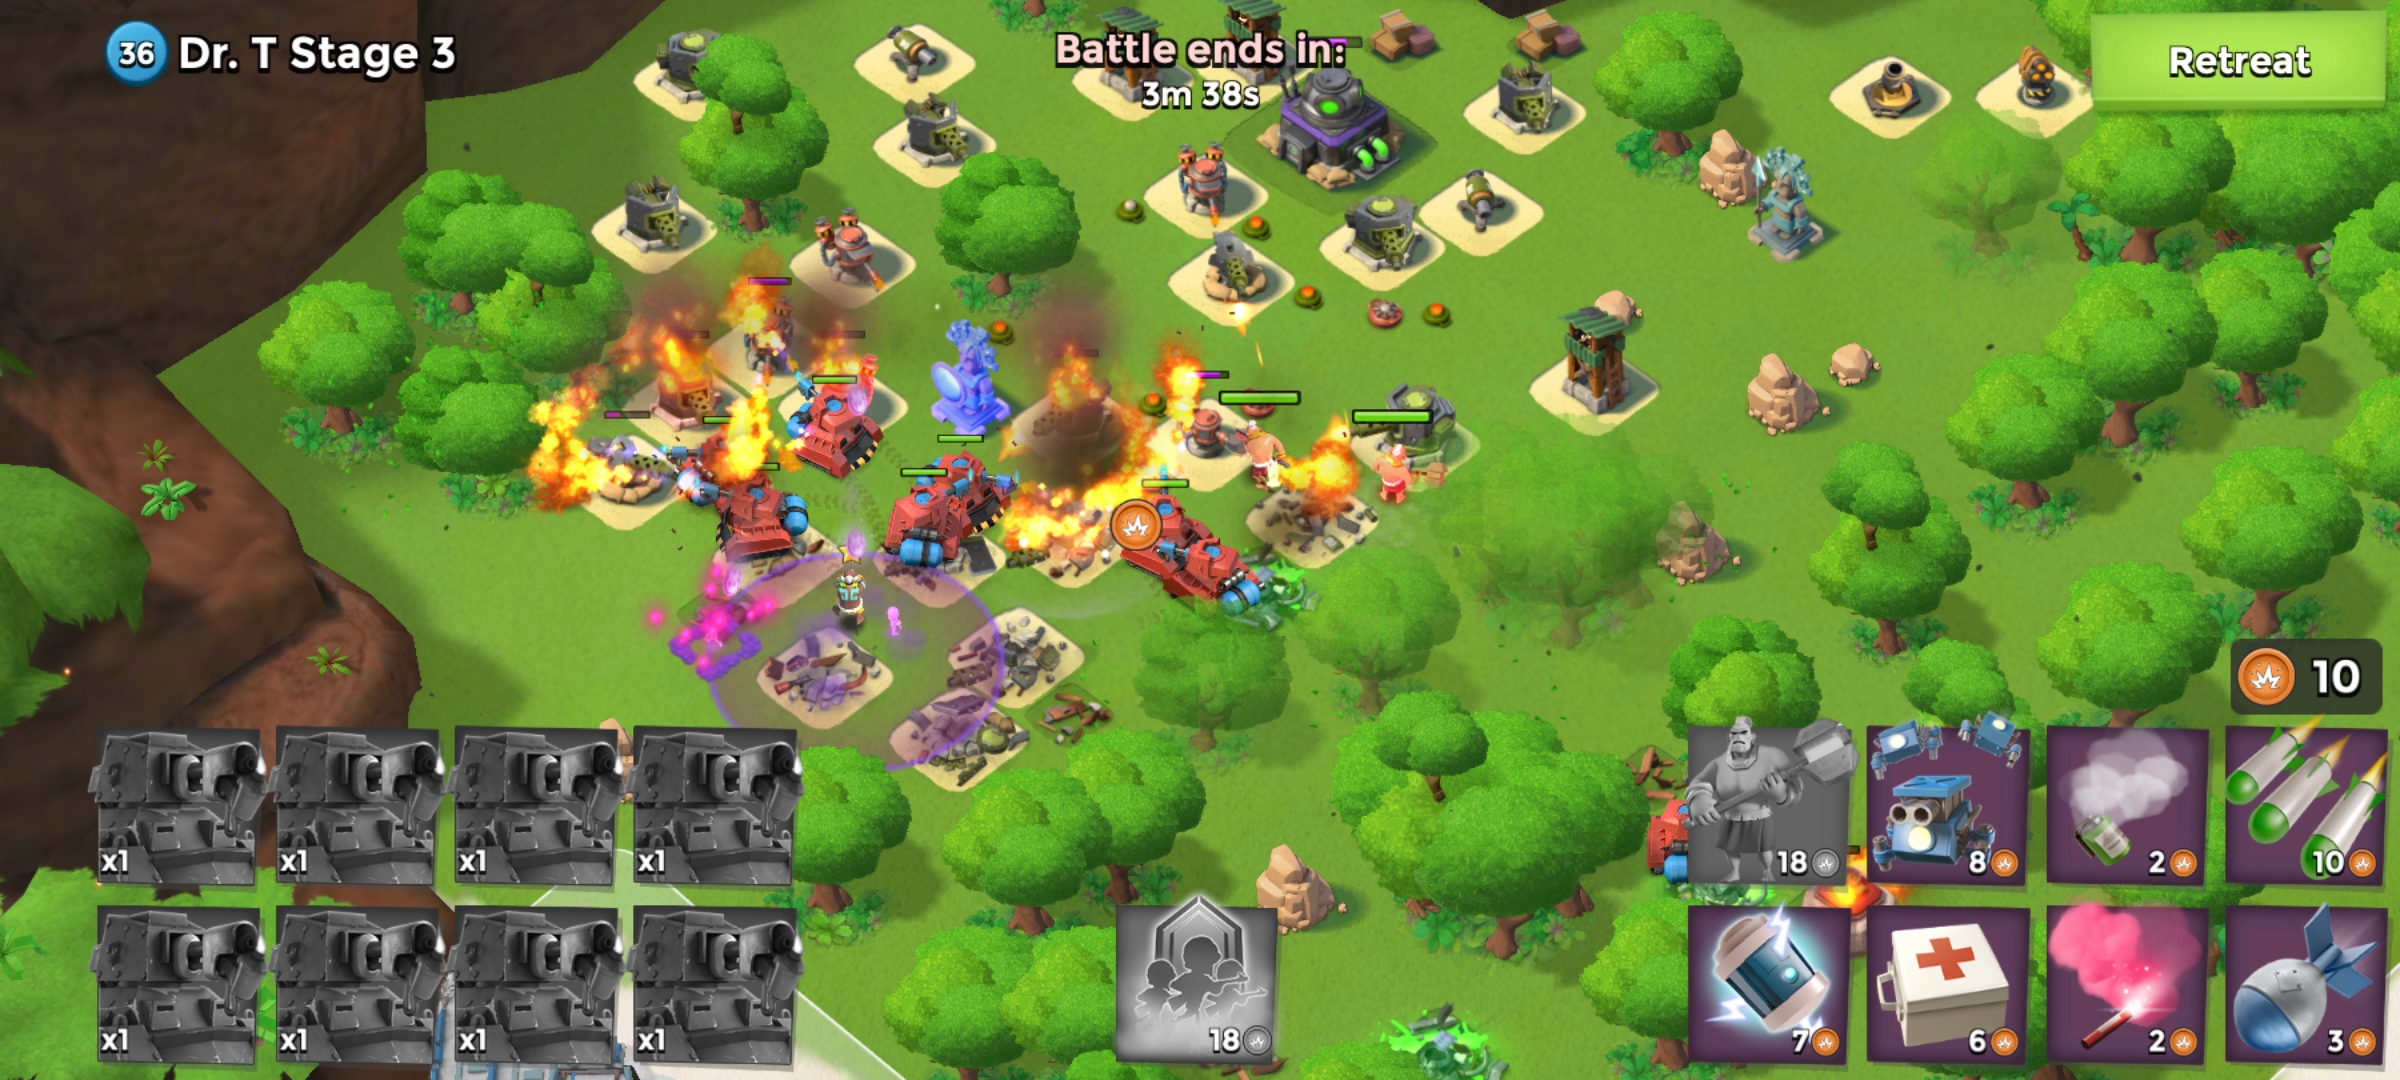 36 Dr. T Stage 3
Battle ends in:
3m 38s
Retreat
10
x1 x1 x1 x1
18 8 2 10
x1 x1 x1 x1
18
7 6 2 3